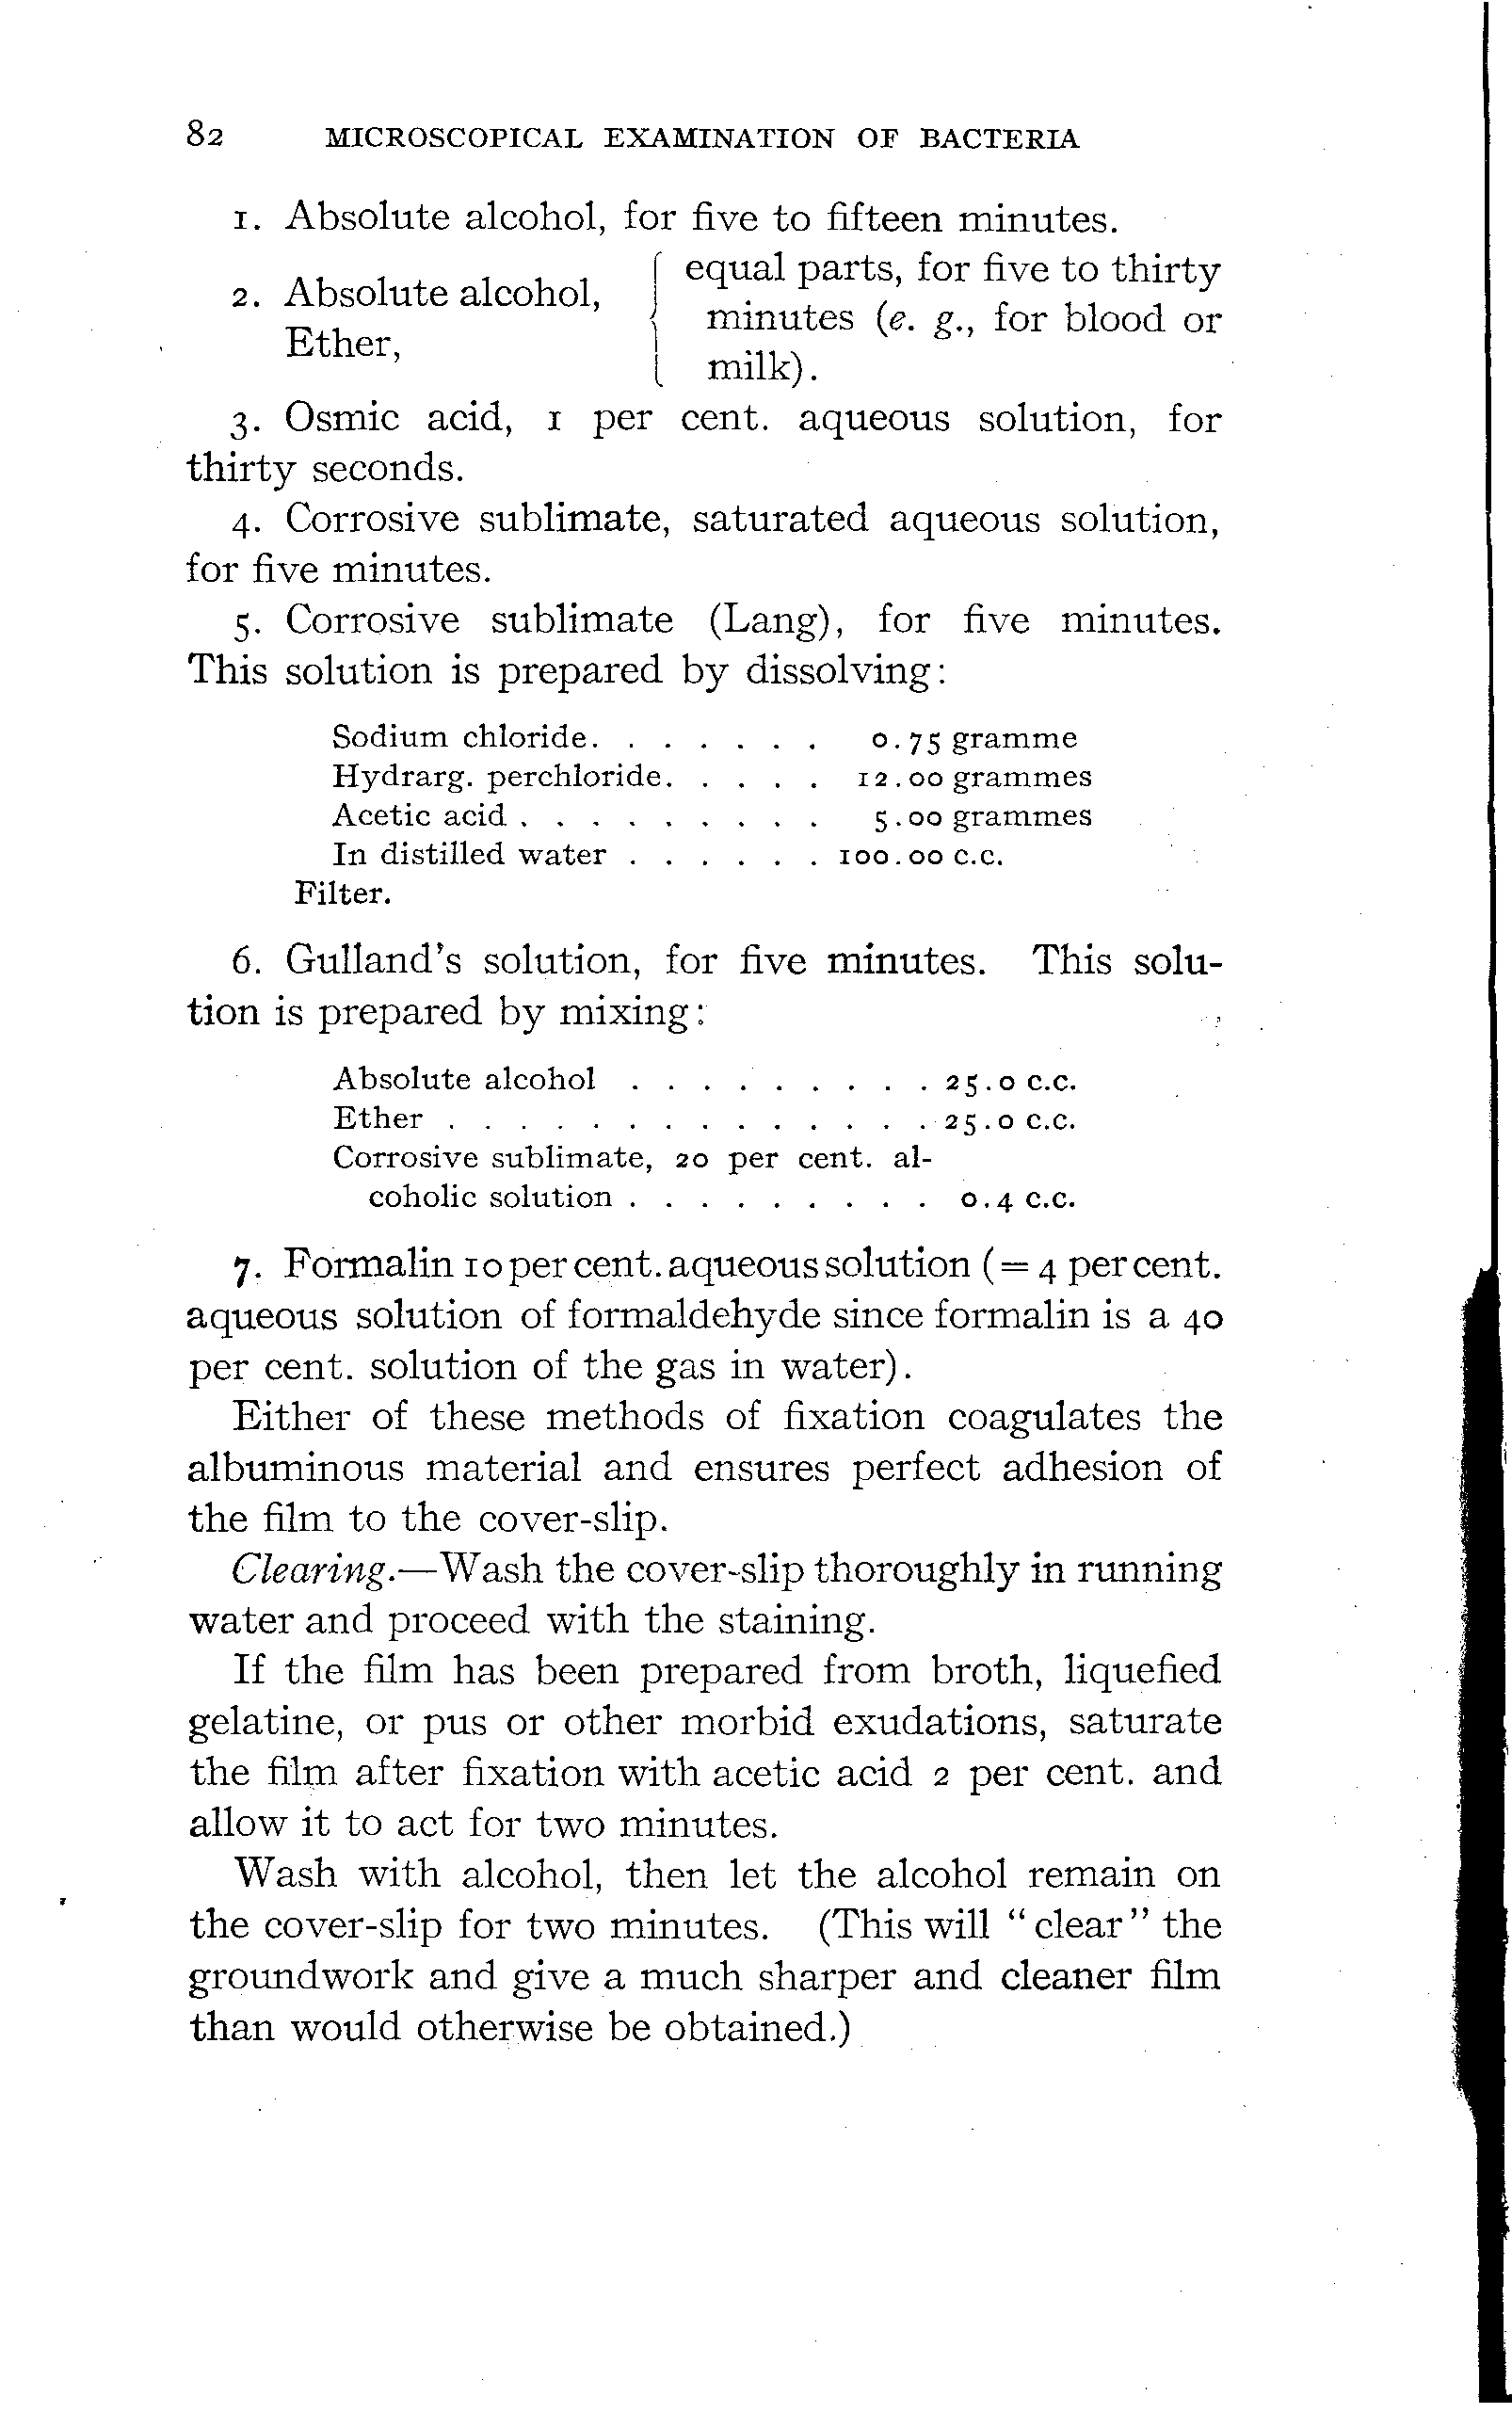 82 MICROSCOPICAL EXAMINATION OF BACTERIA
1. Absolute alcohol, for five to fifteen minutes.
2. Absolute alcohol,
Ether,
{ equal parts, for five to thirty
minutes (e. g., for blood or
milk).
3. Osmic acid, 1 per cent. aqueous solution, for
thirty seconds.
4. Corrosive sublimate, saturated aqueous solution,
for five minutes.
5. Corrosive sublimate (Lang), for five minutes.
This solution is prepared by dissolving:
Sodium chloride. . . . . . . 0.75 gramme
Hydrarg. perchloride. . . . . 12.00 grammes
Acetic acid . . . . . . . . . 5.00 grammes
In distilled water . . . . . . 100.00 c.c.
Filter.
6. Gulland's solution, for five minutes. This solu-
tion is prepared by mixing:
Absolute alcohol . . . . . . . . . 25.0 c.c.
Ether . . . . . . . . . . . . . . 25.0 c.c.
Corrosive sublimate, 20 per cent. al-
coholic solution . . . . . . . . . 0.4 c.c.
7. Formalin 10 per cent. aqueous solution (= 4 per cent.
aqueous solution of formaldehyde since formalin is a 40
per cent. solution of the gas in water).
Either of these methods of fixation coagulates the
albuminous material and ensures perfect adhesion of
the film to the cover-slip.
Clearing.—Wash the cover-slip thoroughly in running
water and proceed with the staining.
If the film has been prepared from broth, liquefied
gelatine, or pus or other morbid exudations, saturate
the film after fixation with acetic acid 2 per cent. and
allow it to act for two minutes.
Wash with alcohol, then let the alcohol remain on
the cover-slip for two minutes. (This will "clear" the
groundwork and give a much sharper and cleaner film
than would otherwise be obtained.)